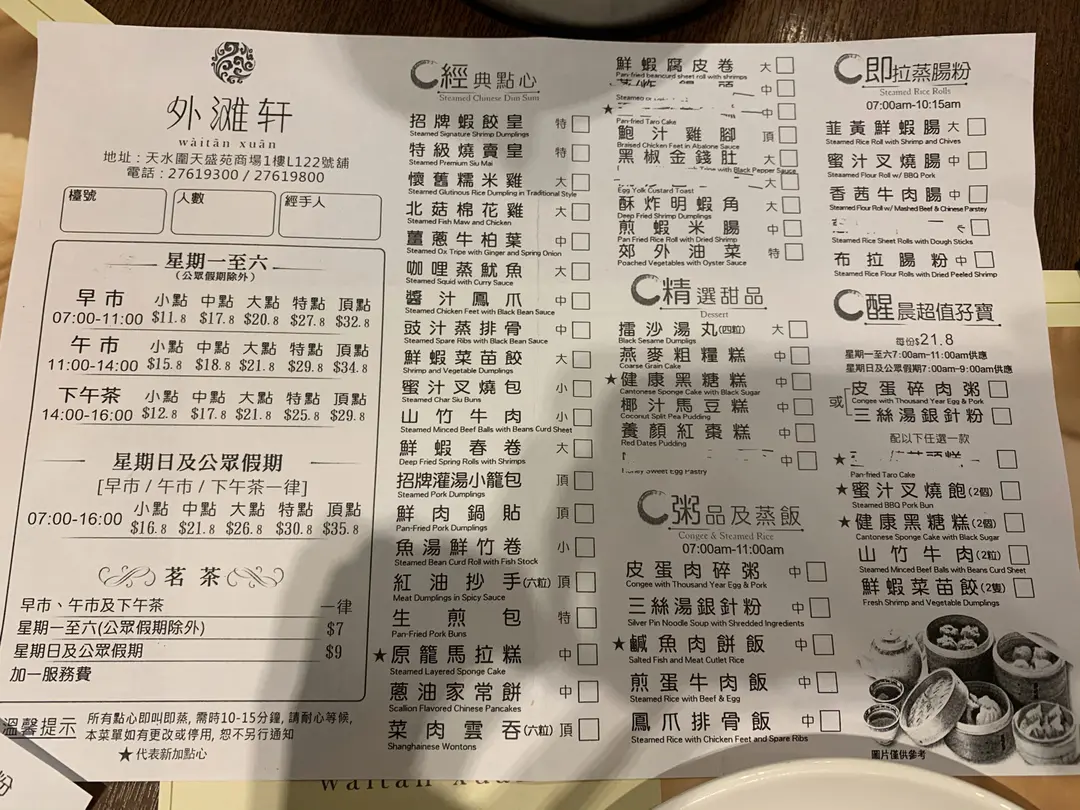 外滩轩
wàitān xuān
地址:天水圍天盛苑商場1樓L122號舖
電話:27619300 / 27619800
檯號
人數
經手人
星期一至六
(公眾假期除外)
早市 小點 中點 大點 特點 頂點
07:00-11:00 $11.8 $17.8 $20.8 $27.8 $32.8
午市 小點 中點 大點 特點 頂點
11:00-14:00 $15.8 $18.8 $21.8 $29.8 $34.8
下午茶 小點 中點 大點 特點 頂點
14:00-16:00 $12.8 $17.8 $21.8 $25.8 $29.8
星期日及公眾假期
[早市/午市/下午茶一律]
小點 中點 大點 特點 頂點
07:00-16:00 $16.8 $21.8 $26.8 $30.8 $35.8
茗茶
早市、午市及下午茶 一律
星期一至六(公眾假期除外) $7
星期日及公眾假期 $9
加一服務費
溫馨提示 所有點心即叫即蒸, 需時10-15分鐘, 請耐心等候,
本菜單如有更改或停用, 恕不另行通知
★代表新加點心
經典點心
Steamed Chinese Dim Sum
招牌蝦餃皇 特
Steamed Signature Shrimp Dumplings
特級燒賣皇 特
Steamed Premium Siu Mai
懷舊糯米雞 大
Steamed Glutinous Rice Dumpling in Traditional Style
北菇棉花雞 大
Steamed Fish Maw and Chicken
薑蔥牛柏葉 中
Steamed Ox Tripe with Ginger and Spring Onion
咖喱蒸魷魚 大
Steamed Squid with Curry Sauce
醬汁鳳爪 中
Steamed Chicken Feet with Black Bean Sauce
豉汁蒸排骨 中
Steamed Spare Ribs with Black Bean Sauce
鮮蝦菜苗餃 大
Shrimp and Vegetable Dumplings
蜜汁叉燒包 小
Steamed Char Siu Buns
山竹牛肉 小
Steamed Minced Beef Balls with Beans Curd Sheet
鮮蝦春卷 大
Deep Fried Spring Rolls with Shrimps
招牌灌湯小籠包 頂
Steamed Pork Dumplings
鮮肉鍋貼 頂
Pan-Fried Pork Dumplings
魚湯鮮竹卷 小
Steamed Bean Curd Roll with Fish Stock
紅油抄手(六粒) 頂
Meat Dumplings in Spicy Sauce
生煎包 特
Pan-Fried Pork Buns
★原籠馬拉糕 中
Steamed Layered Sponge Cake
蔥油家常餅 中
Scallion Flavored Chinese Pancakes
菜肉雲吞(六粒) 頂
Shanghainese Wontons
鮮蝦腐皮卷 大
Pan-fried beancurd sheet roll with shrimps
中
Steamed or
★ 中
Pan-fried Taro Cake
鮑汁雞腳 頂
Braised Chicken Feet in Abalone Sauce
黑椒金錢肚 大
with Black Pepper Sauce
大
Egg Yolk Custard Toast
酥炸明蝦角 大
Deep Fried Shrimp Dumplings
煎蝦米腸 中
Pan Fried Rice Roll with Dried Shrimp
郊外油菜 特
Poached Vegetables with Oyster Sauce
精選甜品
Dessert
擂沙湯丸(四粒) 大
Black Sesame Dumplings
燕麥粗糧糕 中
Coarse Grain Cake
★健康黑糖糕 中
Cantonese Sponge Cake with Black Sugar
椰汁馬豆糕 中
Coconut Split Pea Pudding
養顏紅棗糕 中
Red Dates Pudding
中
Honey Sweet Egg Pastry
粥品及蒸飯
Congee & Steamed Rice
07:00am-11:00am
皮蛋肉碎粥 中
Congee with Thousand Year Egg & Pork
三絲湯銀針粉 中
Silver Pin Noodle Soup with Shredded Ingredients
★鹹魚肉餅飯 中
Salted Fish and Meat Cutlet Rice
煎蛋牛肉飯 中
Steamed Rice with Beef & Egg
鳳爪排骨飯 中
Steamed Rice with Chicken Feet and Spare Ribs
即拉蒸腸粉
Steamed Rice Rolls
07:00am-10:15am
韮黃鮮蝦腸 大
Steamed Rice Roll with Shrimp and Chives
蜜汁叉燒腸 中
Steamed Flour Roll w/ BBQ Pork
香茜牛肉腸 中
Steamed Flour Roll w/ Mashed Beef & Chinese Parstey
Steamed Rice Sheet Rolls with Dough Sticks
布拉腸粉 中
Steamed Rice Flour Rolls with Dried Peeled Shrimp
醒晨超值孖寶
每份$21.8
星期一至六7:00am-11:00am供應
星期日及公眾假期7:00am-9:00am供應
或
皮蛋碎肉粥
Congee with Thousand Year Egg & Pork
三絲湯銀針粉
配以下任選一款
★
Pan-fried Taro Cake
★蜜汁叉燒飽(2個)
Steamed BBQ Pork Bun
★健康黑糖糕(2個)
Cantonese Sponge Cake with Black Sugar
山竹牛肉(2粒)
Steamed Minced Beef Balls with Beans Curd Sheet
鮮蝦菜苗餃(2隻)
Fresh Shrimp and Vegetable Dumplings
圖片僅供參考
waitan xua